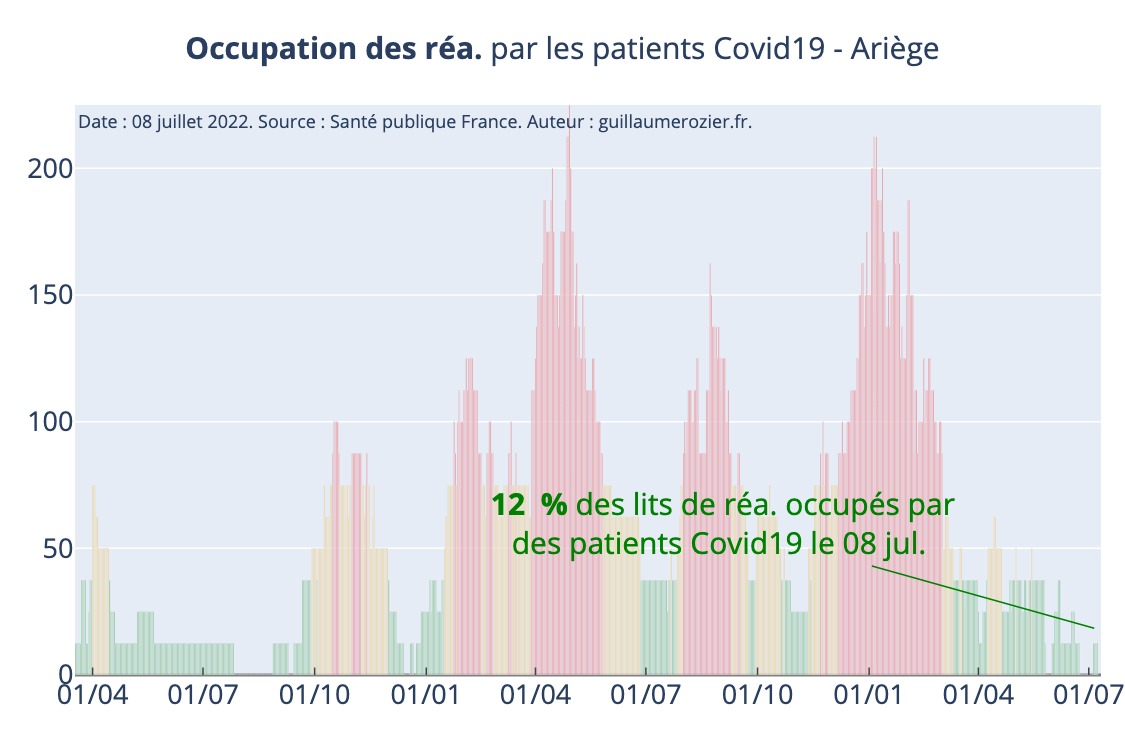 Occupation des réa. par les patients Covid19 - Ariège
Date : 08 juillet 2022. Source : Santé publique France. Auteur : guillaumerozier.fr.
200
150
100
50
0
12 % des lits de réa. occupés par
des patients Covid19 le 08 jul.
01/04 01/07 01/10 01/01 01/04 01/07 01/10 01/01 01/04 01/07